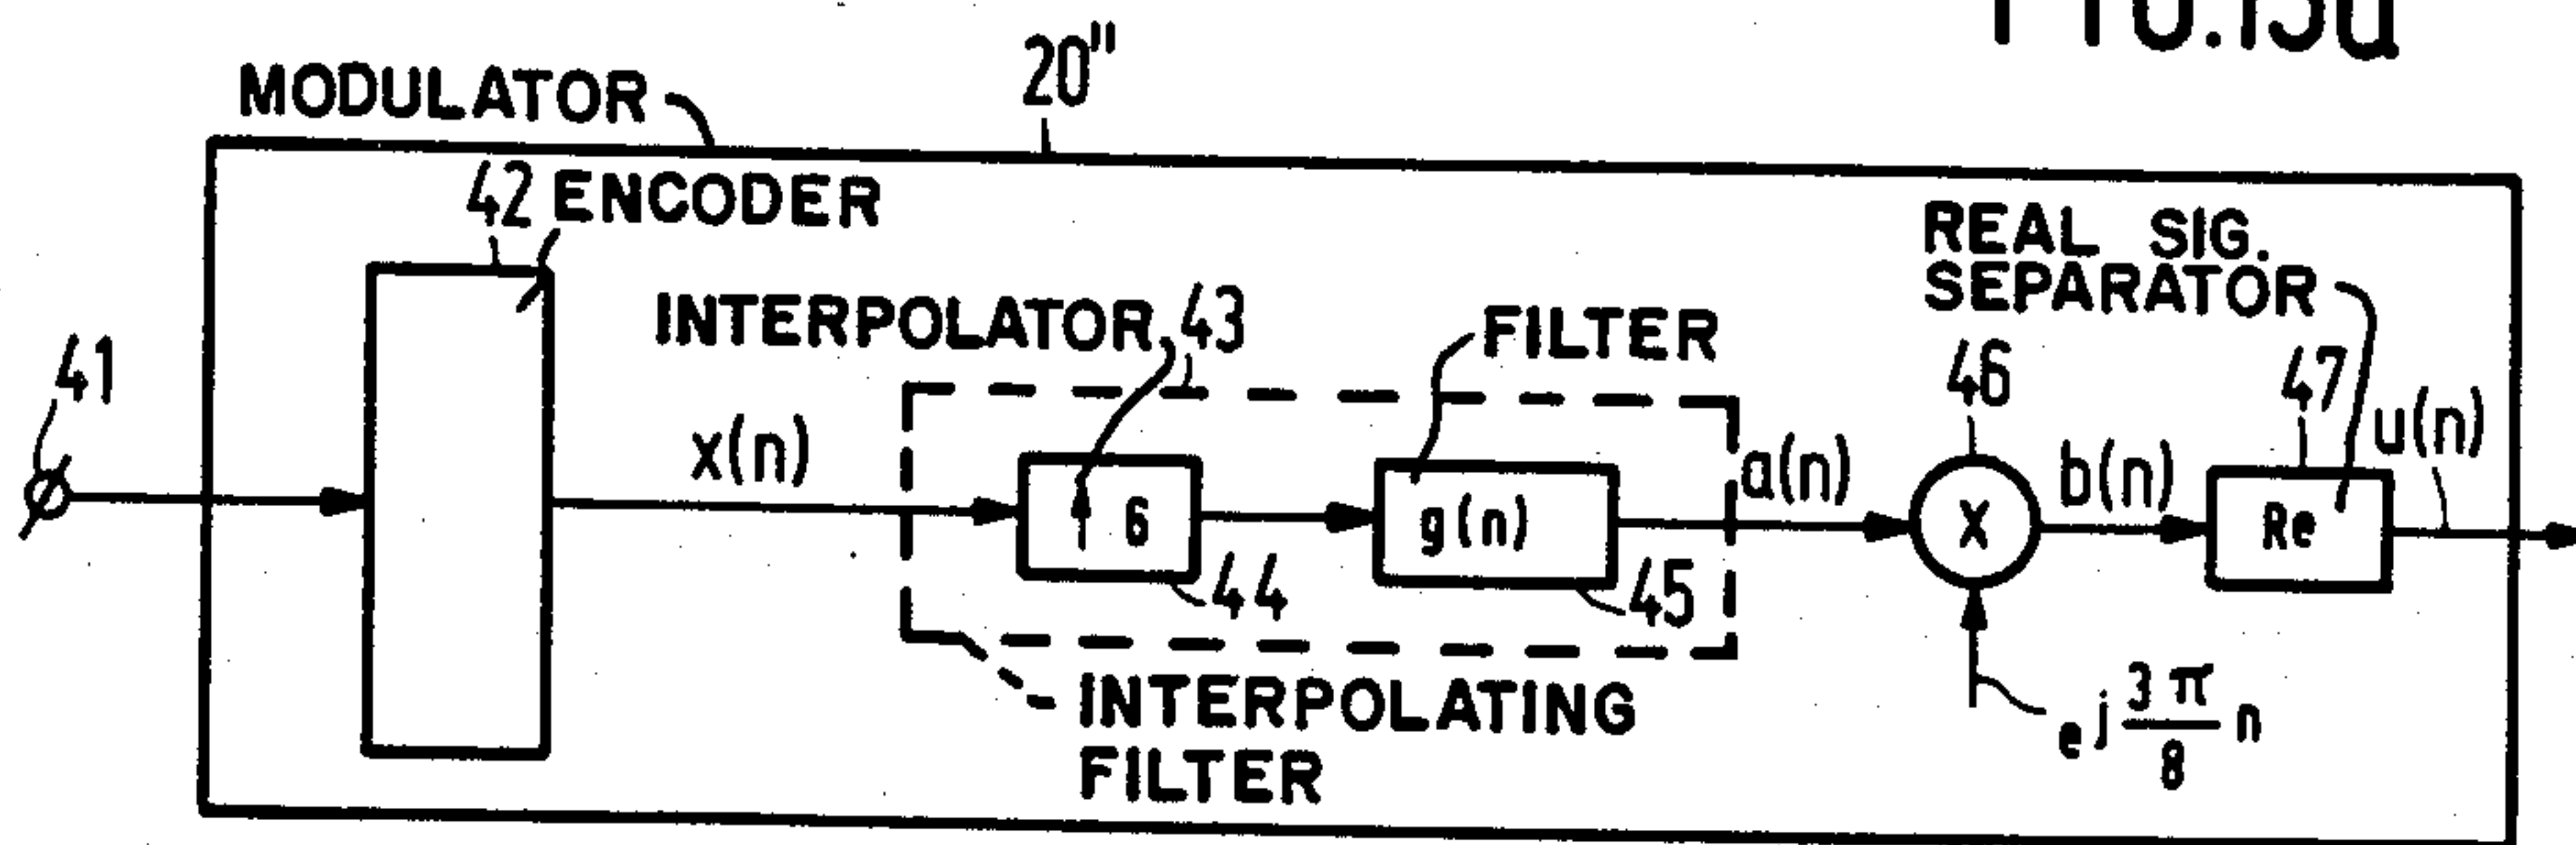 FIG.15a
MODULATOR
20"
42 ENCODER
REAL SIG.
SEPARATOR
INTERPOLATOR
43
FILTER
41
46
47
x(n)
a(n)
b(n)
u(n)
6
g(n)
X
Re
44
45
INTERPOLATING
FILTER
e j 3π/8 n